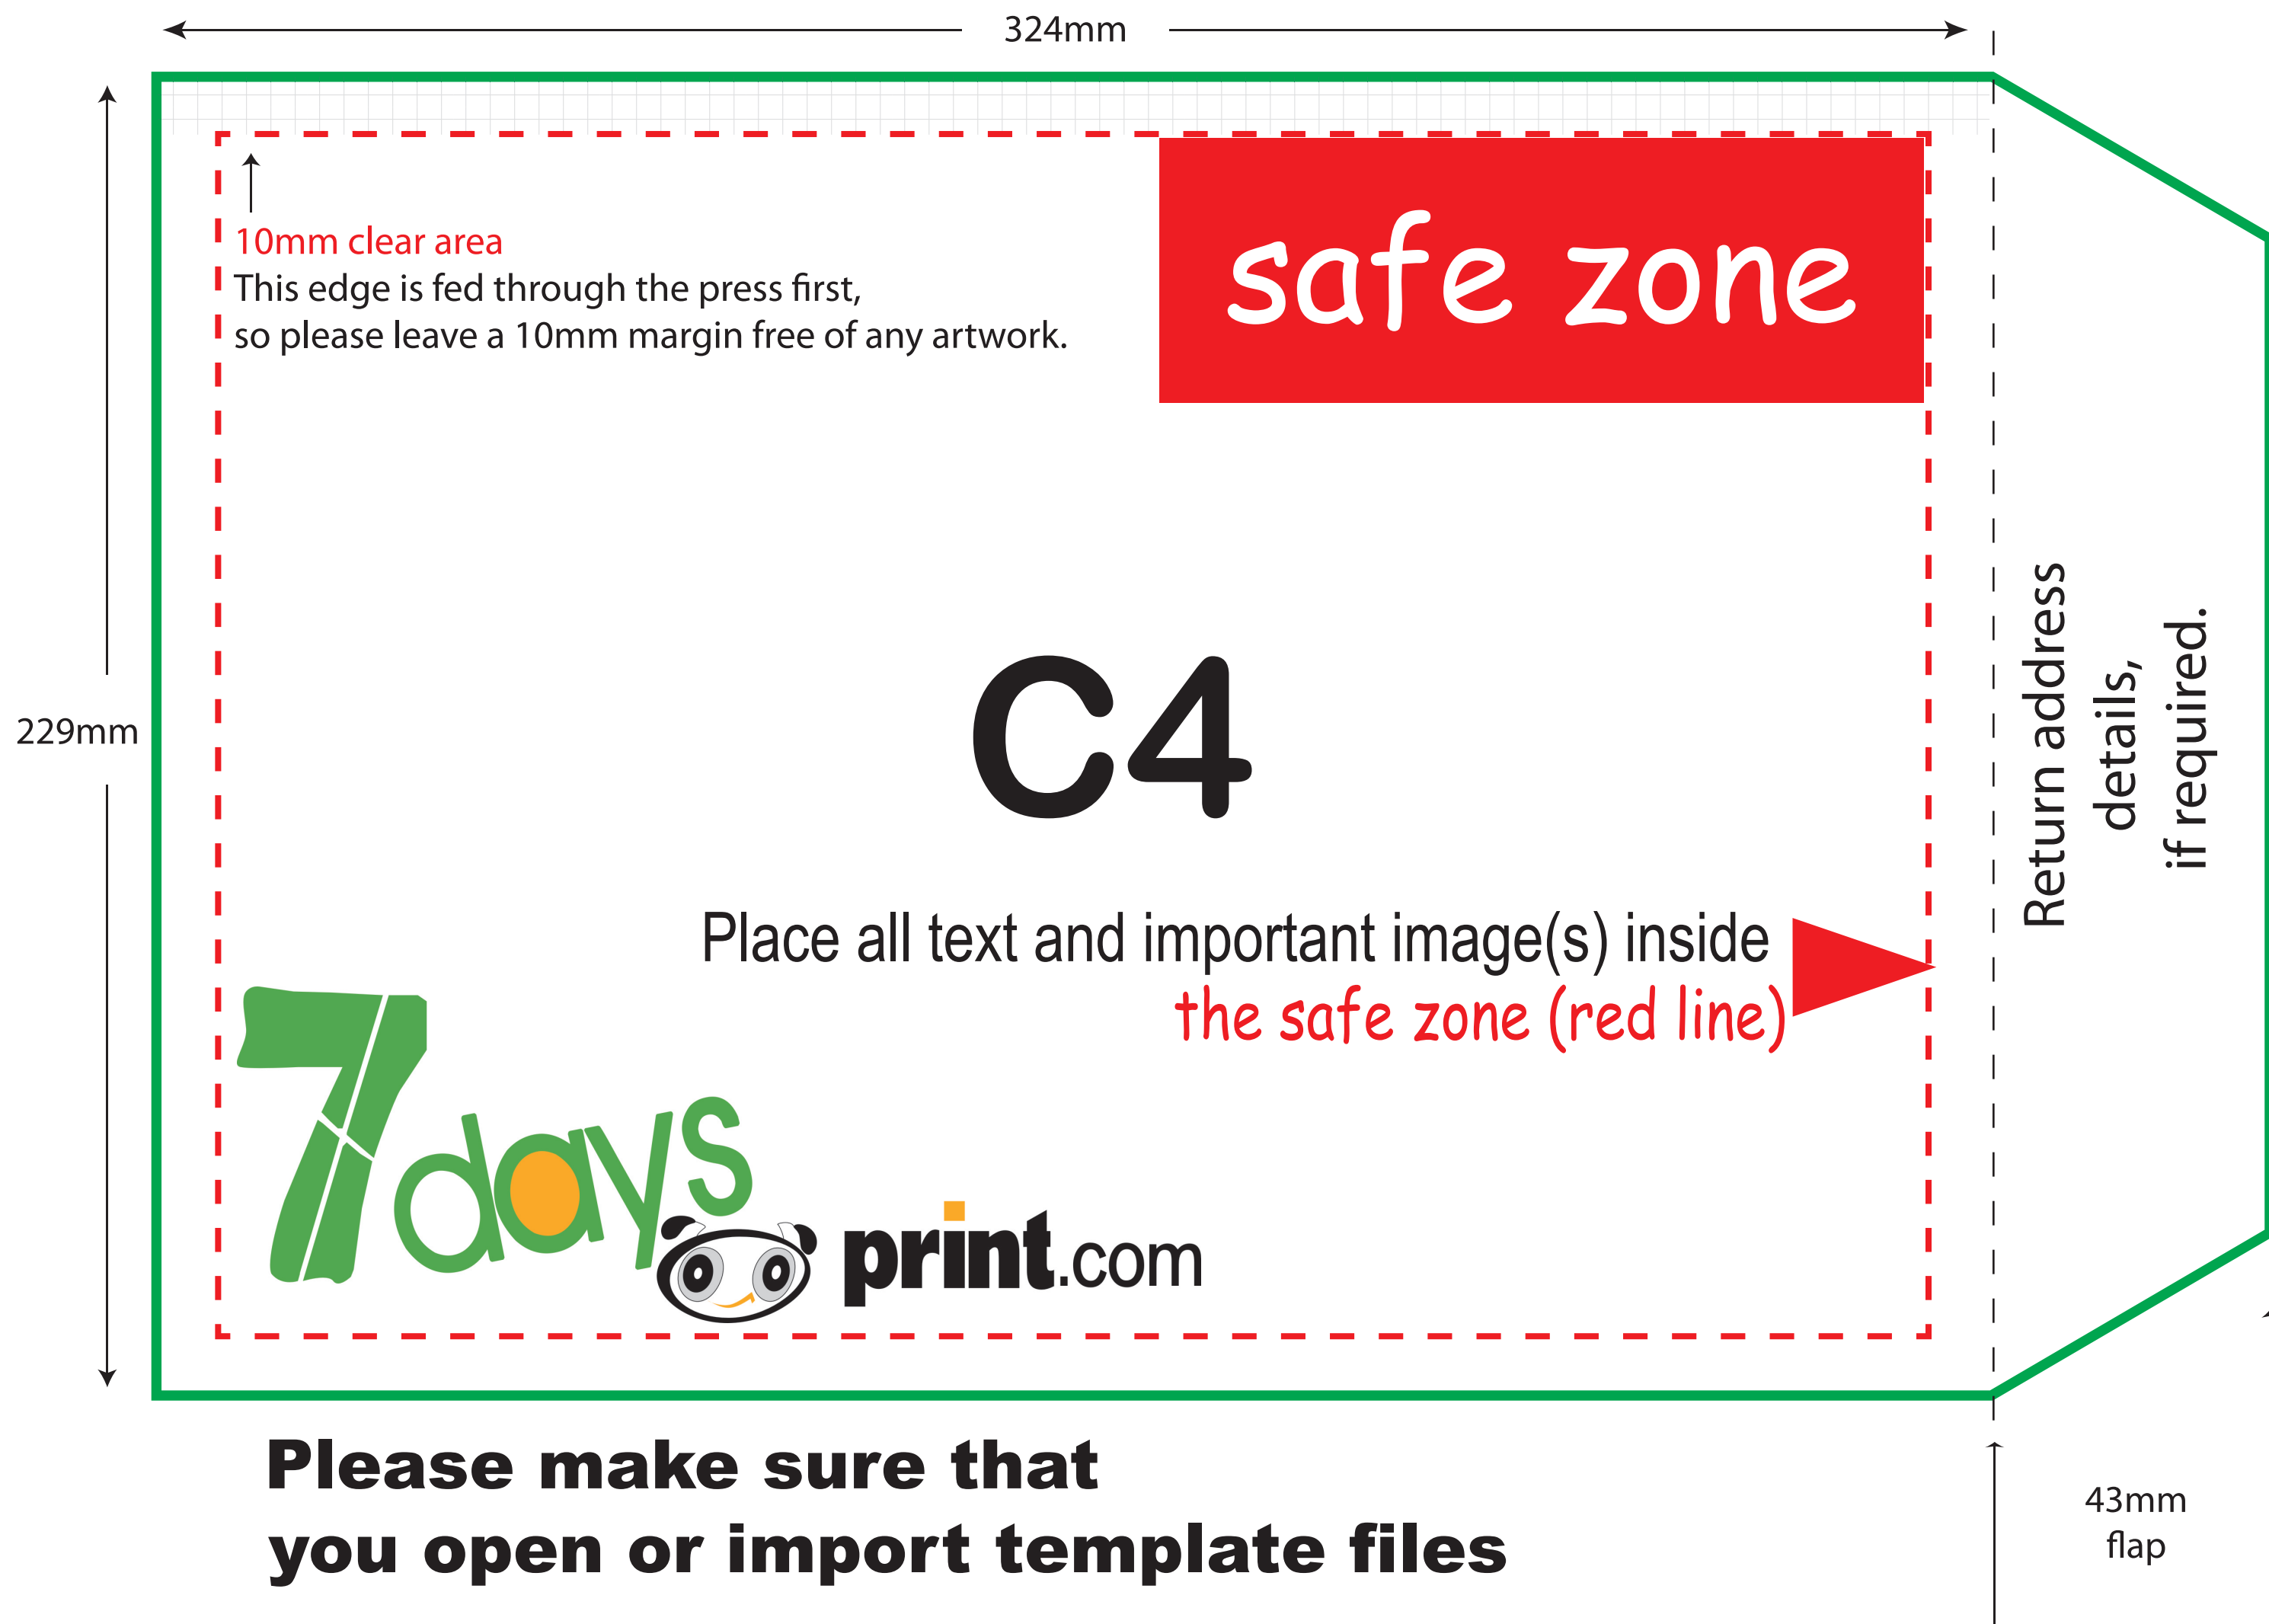 324mm
safe zone
10mm clear area
This edge is fed through the press first,
so please leave a 10mm margin free of any artwork.
229mm
C4
Return address
details,
if required.
Place all text and important image(s) inside
the safe zone (red line)
7days
print.com
Please make sure that
you open or import template files
43mm
flap